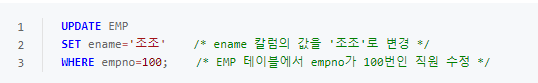 1 UPDATE EMP
2 SET ename='조조' /* ename 칼럼의 값을 '조조'로 변경 */
3 WHERE empno=100; /* EMP 테이블에서 empno가 100번인 직원 수정 */